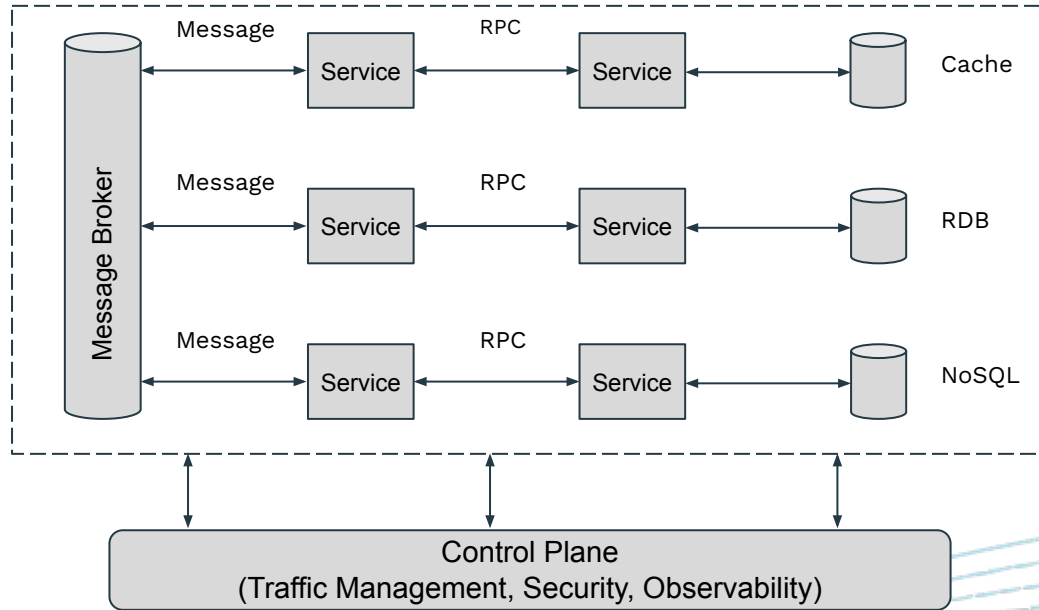 Message
RPC
Service
Service
Cache
Message Broker
Message
RPC
Service
Service
RDB
Message
RPC
Service
Service
NoSQL
Control Plane
(Traffic Management, Security, Observability)